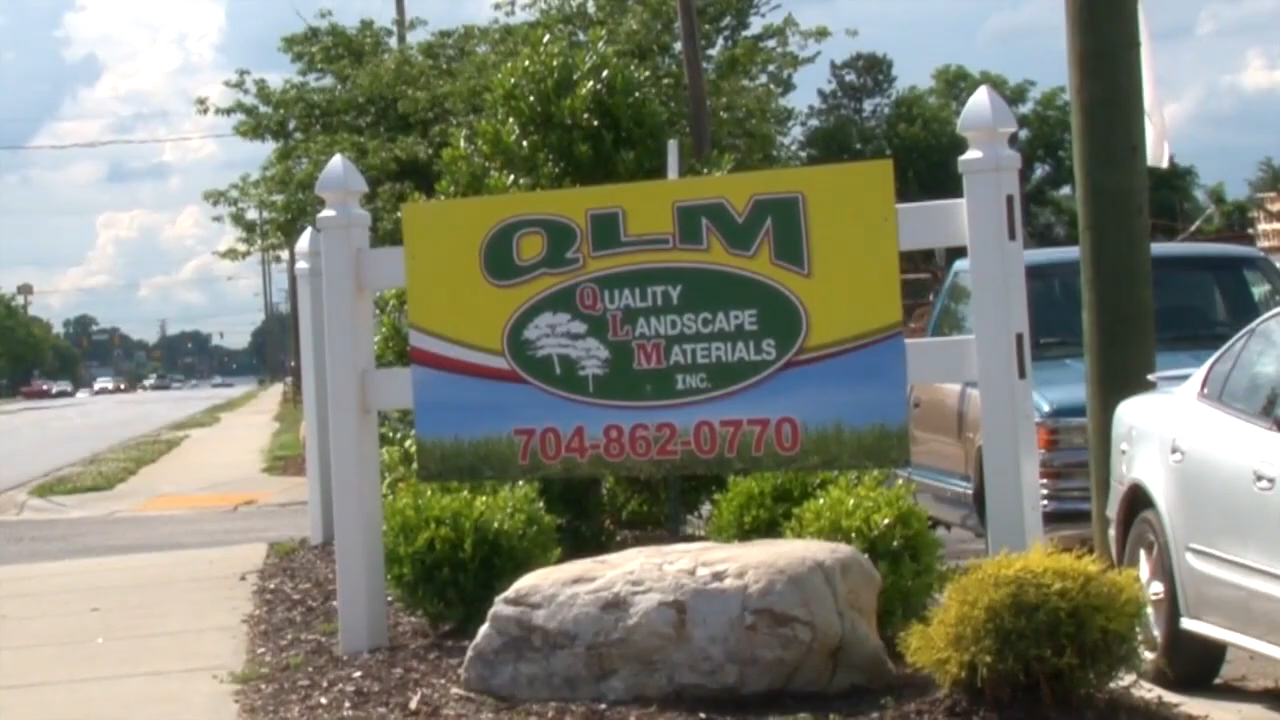 QLM
QUALITY
LANDSCAPE
MATERIALS
INC.
704-862-0770